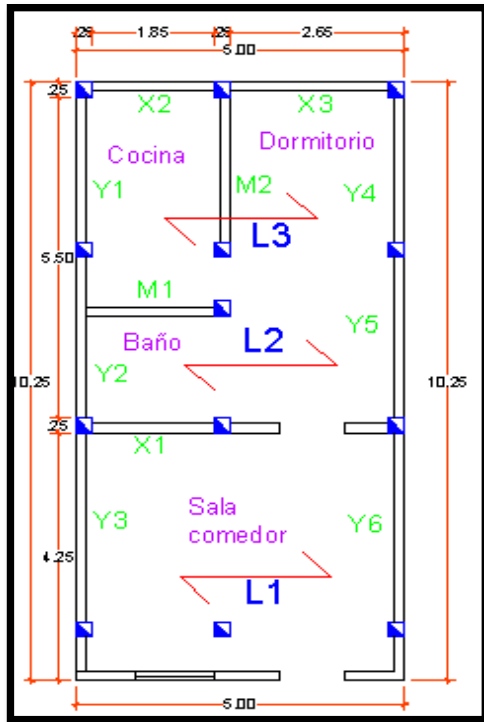 .25 1.85 .25 2.65
5.00
.25
X2 X3
Cocina Dormitorio
Y1 M2 Y4
L3
5.50
M1
Y5
Baño L2
Y2
10.25 10.25
.25
X1
Y3 Sala Y6
comedor
4.25
L1
5.00